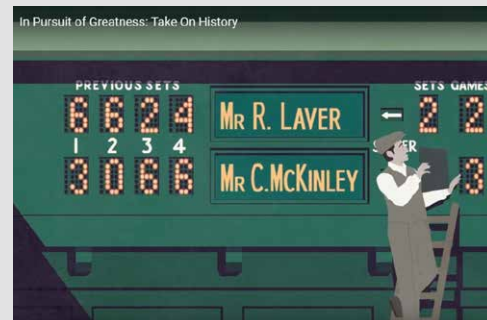 In Pursuit of Greatness: Take On History
PREVIOUS SETS SETS GAMES
6 6 2 4 MR R. LAVER ← 2 2
1 2 3 4
3 0 6 6 MR C. MCKINLEY 3